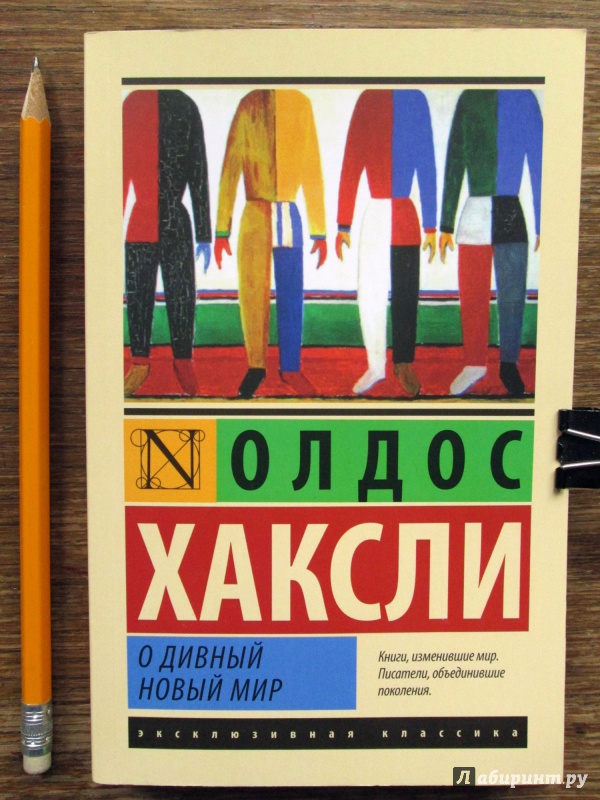 N ОЛДОС
ХАКСЛИ
О ДИВНЫЙ
НОВЫЙ МИР
Книги, изменившие мир.
Писатели, объединившие
поколения.
эксклюзивная классика
Лабиринт.ру